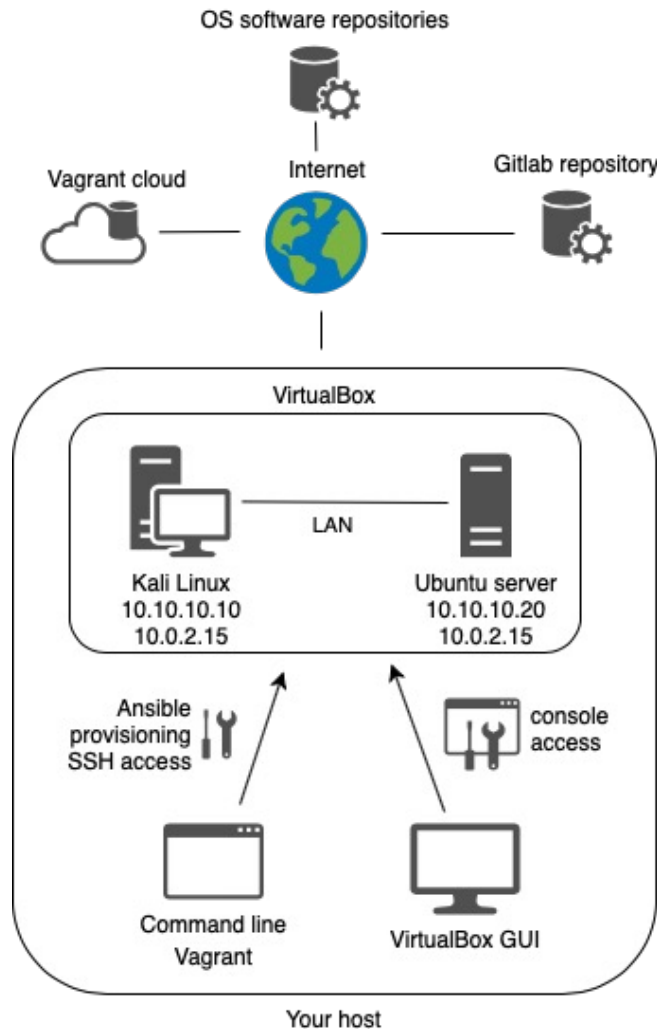 OS software repositories
Internet
Vagrant cloud
Gitlab repository
VirtualBox
LAN
Kali Linux
10.10.10.10
10.0.2.15
Ubuntu server
10.10.10.20
10.0.2.15
Ansible
provisioning
SSH access
console
access
Command line
Vagrant
VirtualBox GUI
Your host